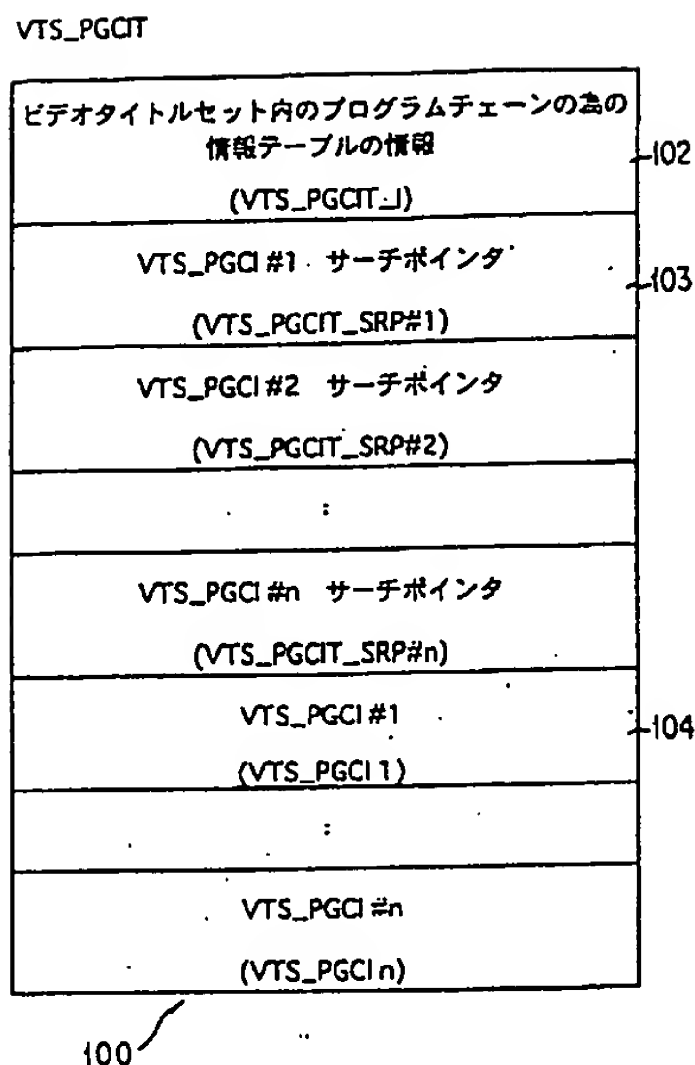 VTS_PGCIT
ビデオタイトルセット内のプログラムチェーンの為の
情報テーブルの情報
(VTS_PGCIT_I)
102
VTS_PGCI #1 サーチポインタ
(VTS_PGCIT_SRP#1)
103
VTS_PGCI #2 サーチポインタ
(VTS_PGCIT_SRP#2)
:
VTS_PGCI #n サーチポインタ
(VTS_PGCIT_SRP#n)
VTS_PGCI #1
(VTS_PGCI 1)
104
:
VTS_PGCI #n
(VTS_PGCI n)
100